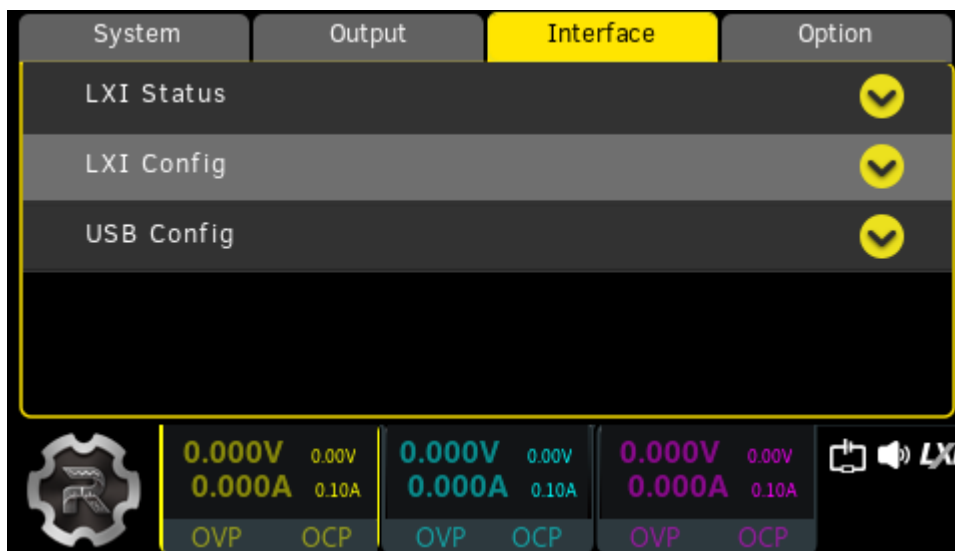 System Output Interface Option
LXI Status
LXI Config
USB Config
0.000V 0.00V 0.000V 0.00V 0.000V 0.00V
0.000A 0.10A 0.000A 0.10A 0.000A 0.10A
LXI
OVP OCP OVP OCP OVP OCP